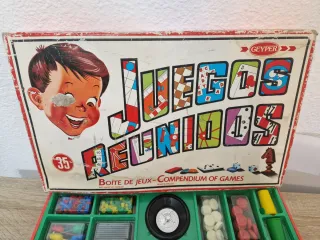 GEYPER
JUEGOS
REUNIDOS
35
BOITE DE JEUX - COMPENDIUM OF GAMES